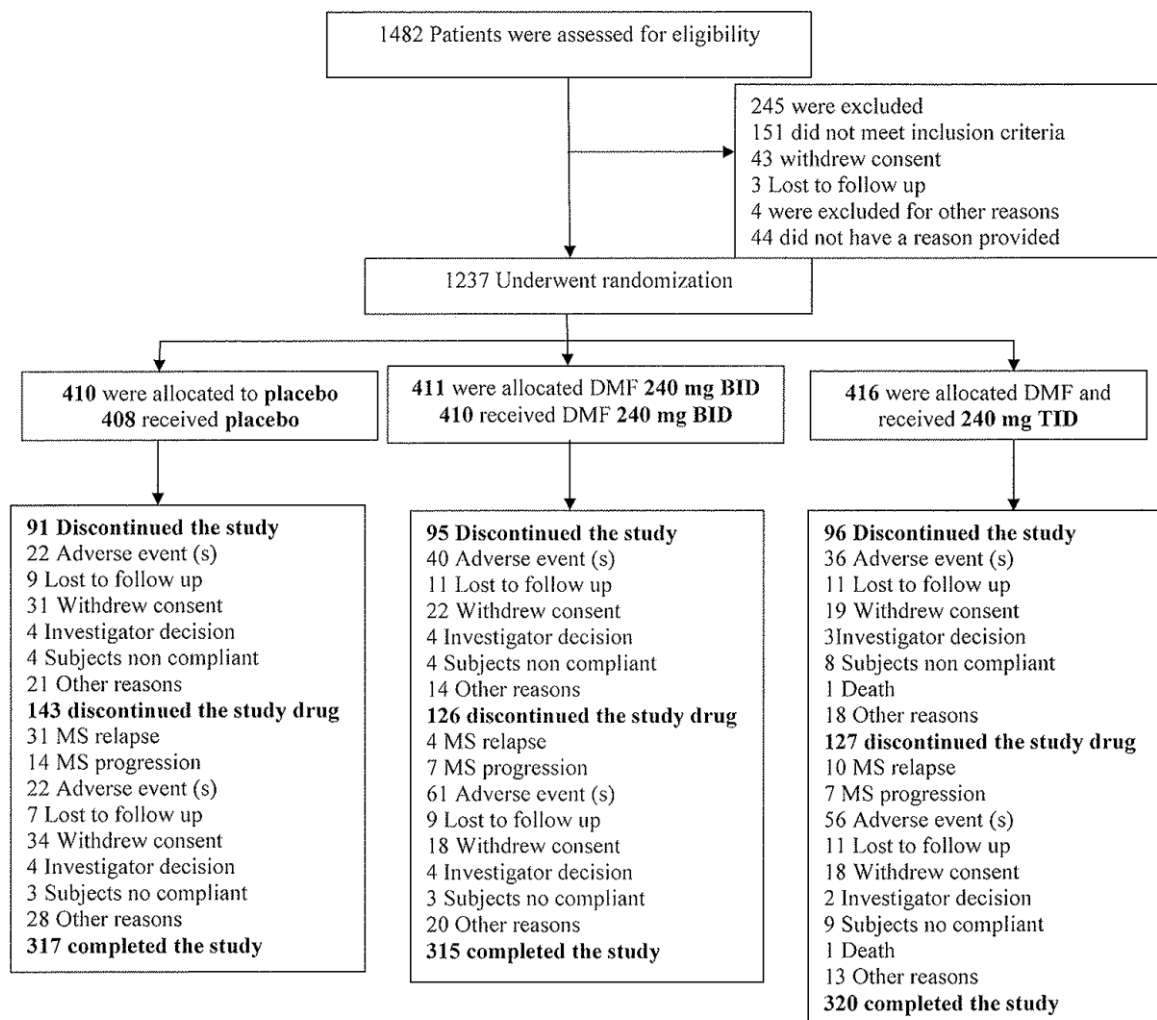 1482 Patients were assessed for eligibility
245 were excluded
151 did not meet inclusion criteria
43 withdrew consent
3 Lost to follow up
4 were excluded for other reasons
44 did not have a reason provided
1237 Underwent randomization
410 were allocated to placebo
408 received placebo
411 were allocated DMF 240 mg BID
410 received DMF 240 mg BID
416 were allocated DMF and
received 240 mg TID
91 Discontinued the study
22 Adverse event (s)
9 Lost to follow up
31 Withdrew consent
4 Investigator decision
4 Subjects non compliant
21 Other reasons
143 discontinued the study drug
31 MS relapse
14 MS progression
22 Adverse event (s)
7 Lost to follow up
34 Withdrew consent
4 Investigator decision
3 Subjects no compliant
28 Other reasons
317 completed the study
95 Discontinued the study
40 Adverse event (s)
11 Lost to follow up
22 Withdrew consent
4 Investigator decision
4 Subjects non compliant
14 Other reasons
126 discontinued the study drug
4 MS relapse
7 MS progression
61 Adverse event (s)
9 Lost to follow up
18 Withdrew consent
4 Investigator decision
3 Subjects no compliant
20 Other reasons
315 completed the study
96 Discontinued the study
36 Adverse event (s)
11 Lost to follow up
19 Withdrew consent
3Investigator decision
8 Subjects non compliant
1 Death
18 Other reasons
127 discontinued the study drug
10 MS relapse
7 MS progression
56 Adverse event (s)
11 Lost to follow up
18 Withdrew consent
2 Investigator decision
9 Subjects no compliant
1 Death
13 Other reasons
320 completed the study